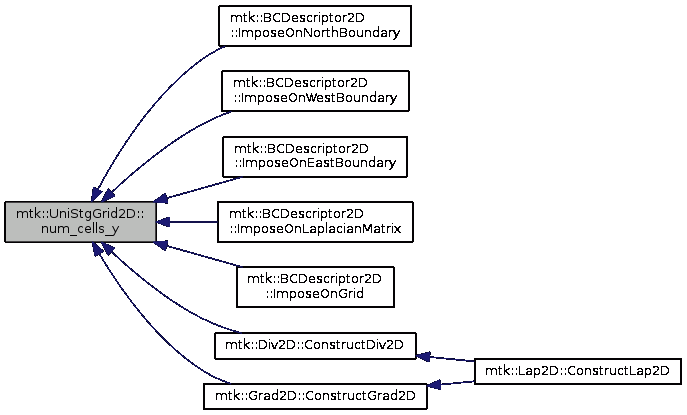 mtk::BCDescriptor2D
::ImposeOnNorthBoundary
mtk::BCDescriptor2D
::ImposeOnWestBoundary
mtk::BCDescriptor2D
::ImposeOnEastBoundary
mtk::UniStgGrid2D::
num_cells_y
mtk::BCDescriptor2D
::ImposeOnLaplacianMatrix
mtk::BCDescriptor2D
::ImposeOnGrid
mtk::Div2D::ConstructDiv2D
mtk::Lap2D::ConstructLap2D
mtk::Grad2D::ConstructGrad2D